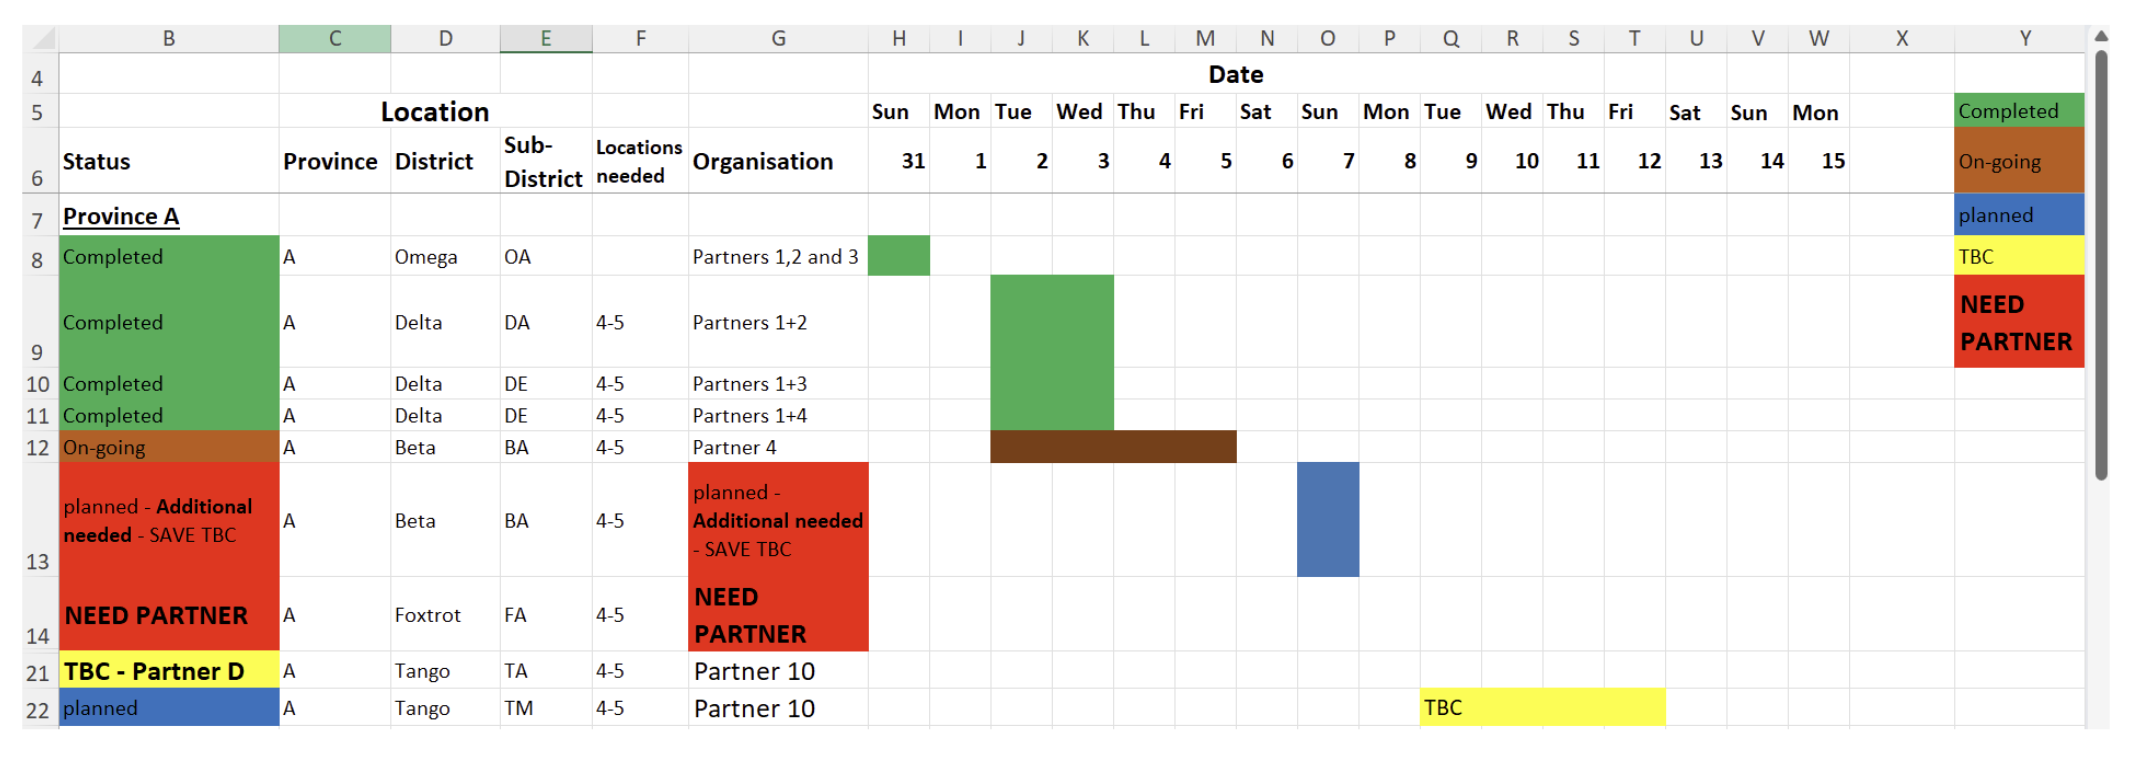 B C D E F G H I J K L M N O P Q R S T U V W X Y
4 Date
5 Location Sun Mon Tue Wed Thu Fri Sat Sun Mon Tue Wed Thu Fri Sat Sun Mon Completed
Sub- Locations
6 Status Province District District needed Organisation 31 1 2 3 4 5 6 7 8 9 10 11 12 13 14 15 On-going
7 Province A planned
8 Completed A Omega OA Partners 1,2 and 3 TBC
9 Completed A Delta DA 4-5 Partners 1+2 NEED
PARTNER
10 Completed A Delta DE 4-5 Partners 1+3
11 Completed A Delta DE 4-5 Partners 1+4
12 On-going A Beta BA 4-5 Partner 4
13 planned - Additional
needed - SAVE TBC A Beta BA 4-5 planned -
Additional needed
- SAVE TBC
14 NEED PARTNER A Foxtrot FA 4-5 NEED
PARTNER
21 TBC - Partner D A Tango TA 4-5 Partner 10
22 planned A Tango TM 4-5 Partner 10 TBC